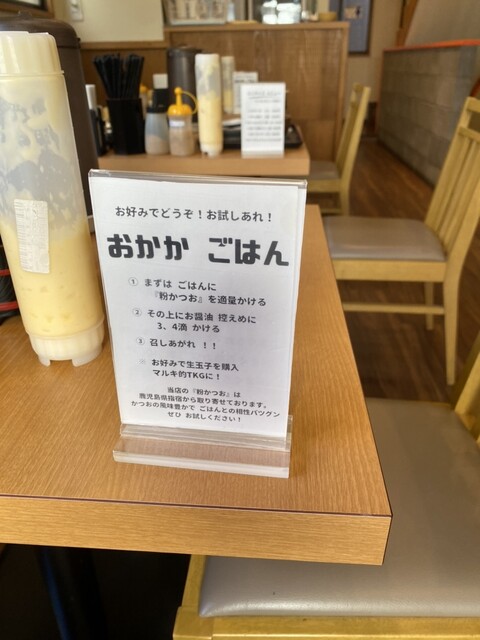 お好みでどうぞ！お試しあれ！
おかか ごはん
① まずは ごはんに
『粉かつお』を適量かける
② その上にお醤油 控えめに
3、4滴 かける
③ 召しあがれ ！！
お好みで生玉子を購入
マルキ的TKGに！
当店の『粉かつお』は
鹿児島県指宿から取り寄せております。
かつおの風味豊かで ごはんとの相性バツグン
ぜひ お試しください！